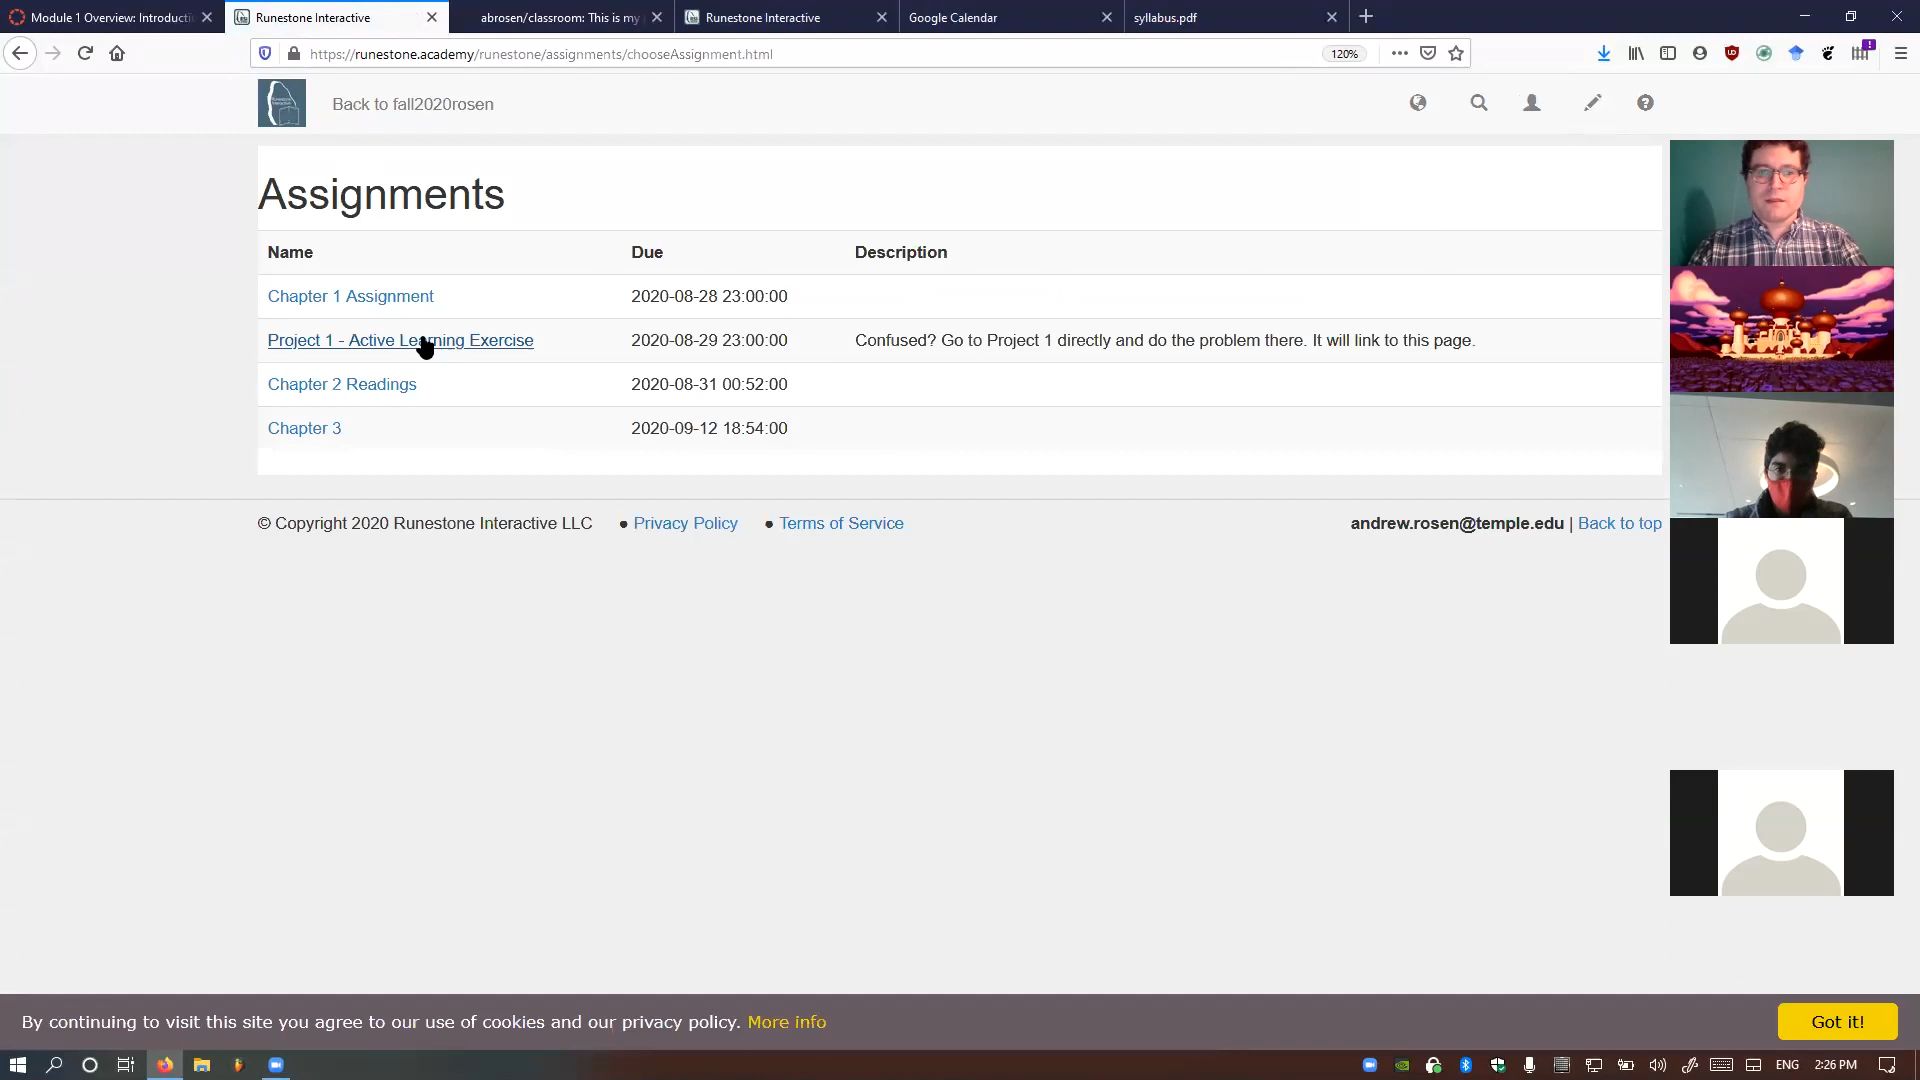 Module 1 Overview: Introducti
Runestone Interactive
abrosen/classroom: This is my
Runestone Interactive
Google Calendar
syllabus.pdf
https://runestone.academy/runestone/assignments/chooseAssignment.html
120%
Back to fall2020rosen
Assignments
Name Due Description
Chapter 1 Assignment 2020-08-28 23:00:00
Project 1 - Active Learning Exercise 2020-08-29 23:00:00 Confused? Go to Project 1 directly and do the problem there. It will link to this page.
Chapter 2 Readings 2020-08-31 00:52:00
Chapter 3 2020-09-12 18:54:00
© Copyright 2020 Runestone Interactive LLC ● Privacy Policy ● Terms of Service andrew.rosen@temple.edu | Back to top
By continuing to visit this site you agree to our use of cookies and our privacy policy. More info
Got it!
ENG 2:26 PM